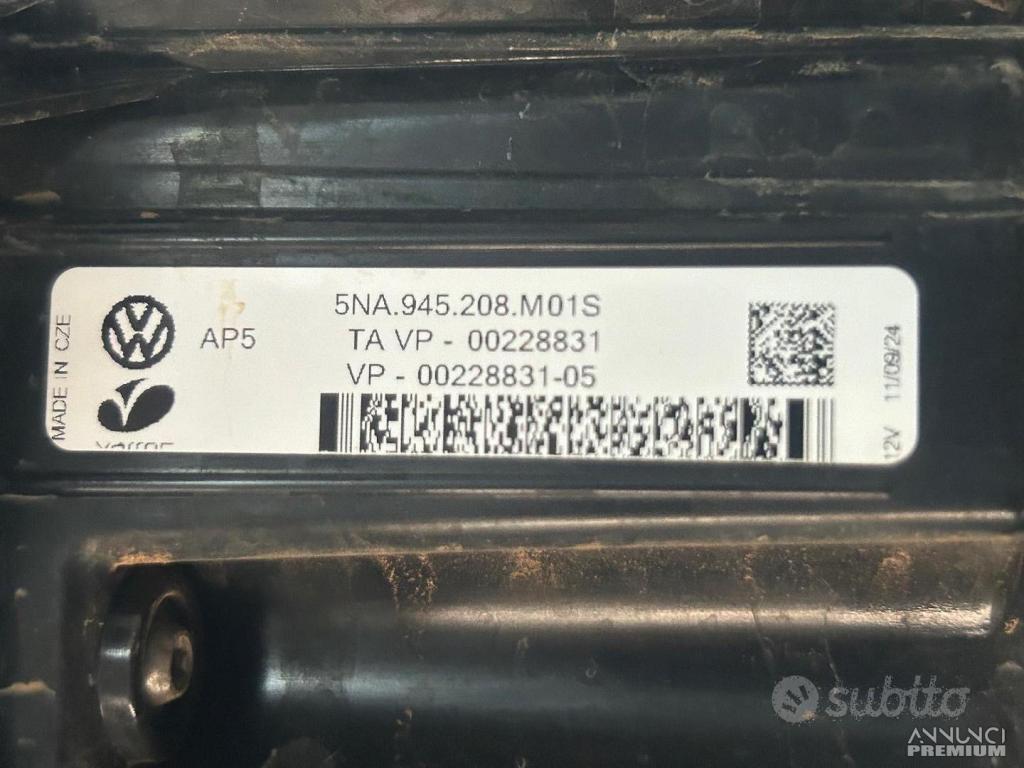 MADE IN CZE
AP5
5NA.945.208.M01S
TA VP - 00228831
VP - 00228831-05
11/09/24
12V
subito
ANNUNCI
PREMIUM